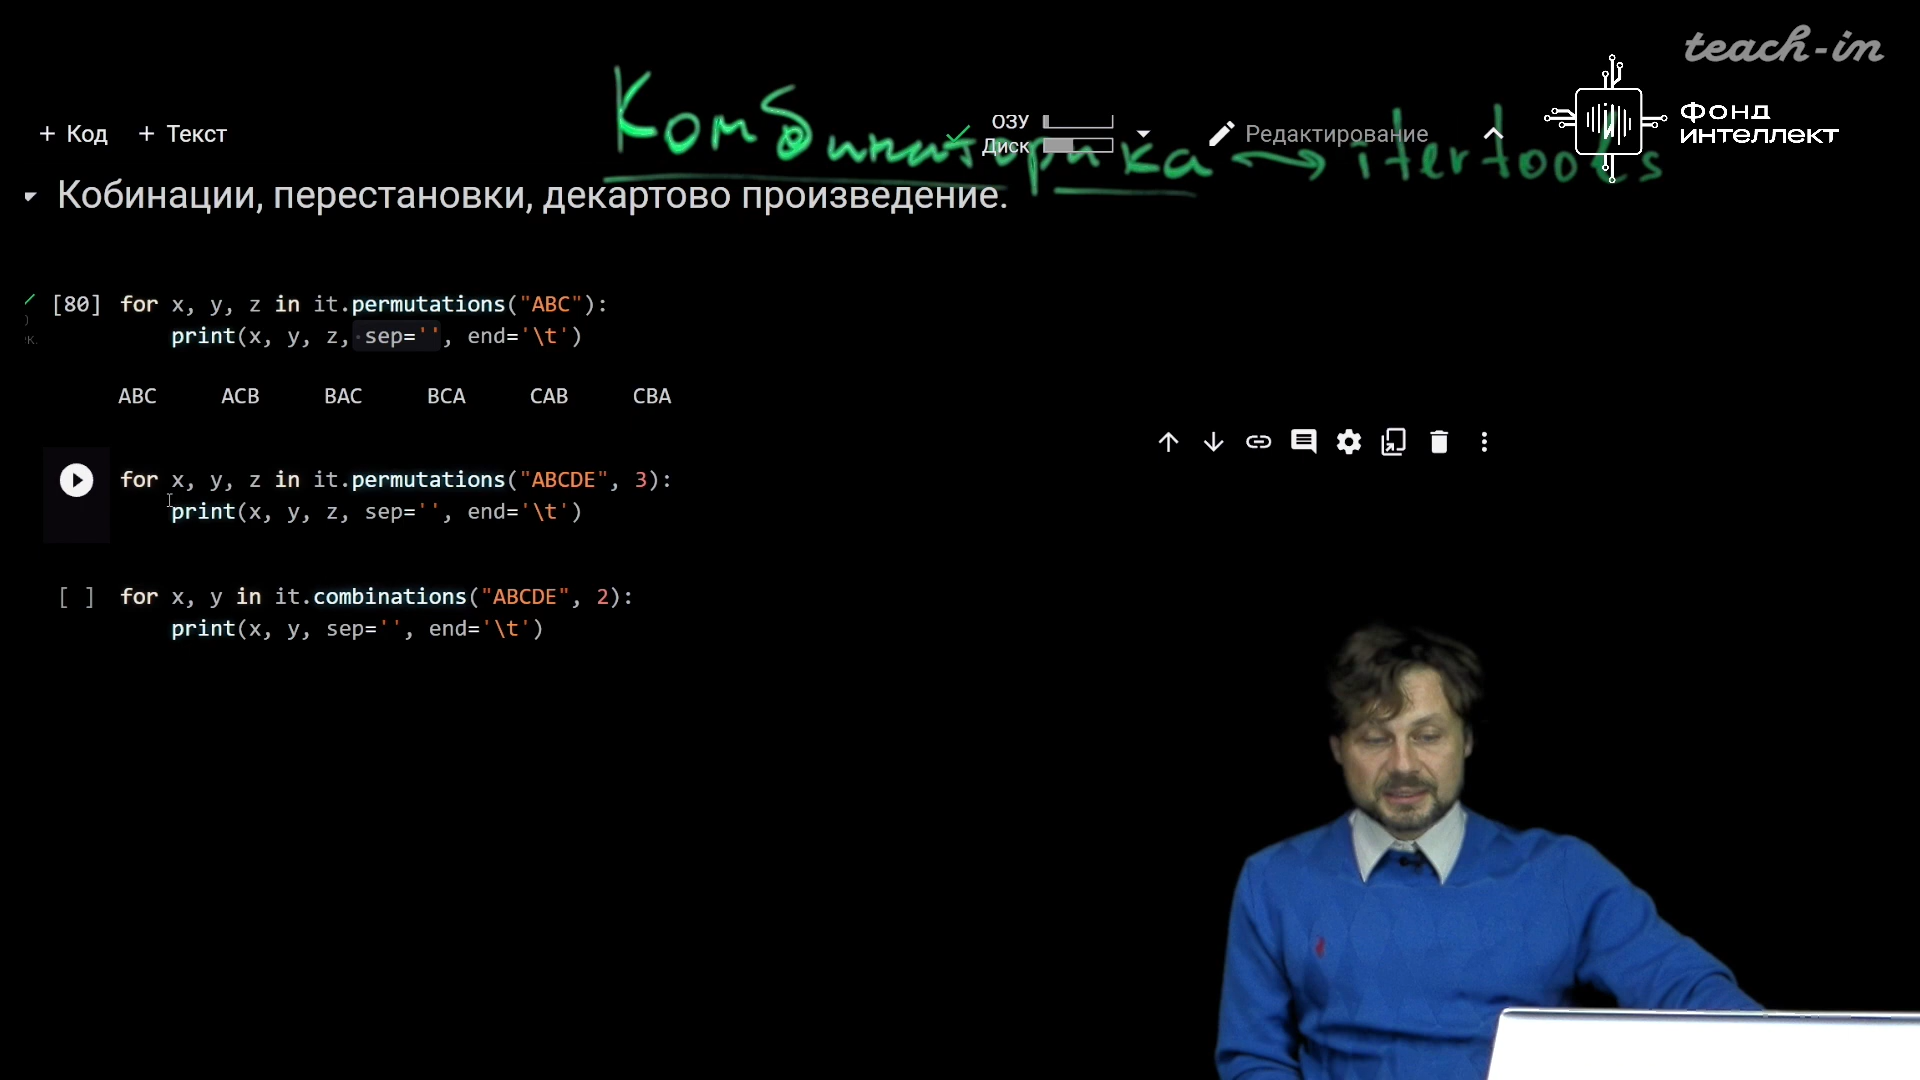 teach-in
Комбинаторика → itertools
Фонд
интеллект
+ Код + Текст
ОЗУ
Диск
Редактирование
Кобинации, перестановки, декартово произведение.
[80] for x, y, z in it.permutations("ABC"):
print(x, y, z, sep='', end='\t')
ABC ACB BAC BCA CAB CBA
for x, y, z in it.permutations("ABCDE", 3):
print(x, y, z, sep='', end='\t')
[ ] for x, y in it.combinations("ABCDE", 2):
print(x, y, sep='', end='\t')